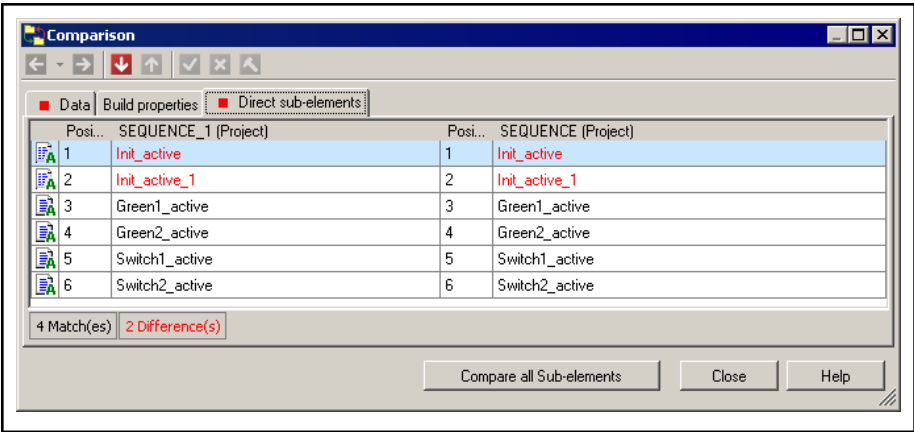 Comparison
Data Build properties Direct sub-elements
Posi... SEQUENCE_1 (Project) Posi... SEQUENCE (Project)
1 Init_active 1 Init_active
2 Init_active_1 2 Init_active_1
3 Green1_active 3 Green1_active
4 Green2_active 4 Green2_active
5 Switch1_active 5 Switch1_active
6 Switch2_active 6 Switch2_active
4 Match(es) 2 Difference(s)
Compare all Sub-elements Close Help